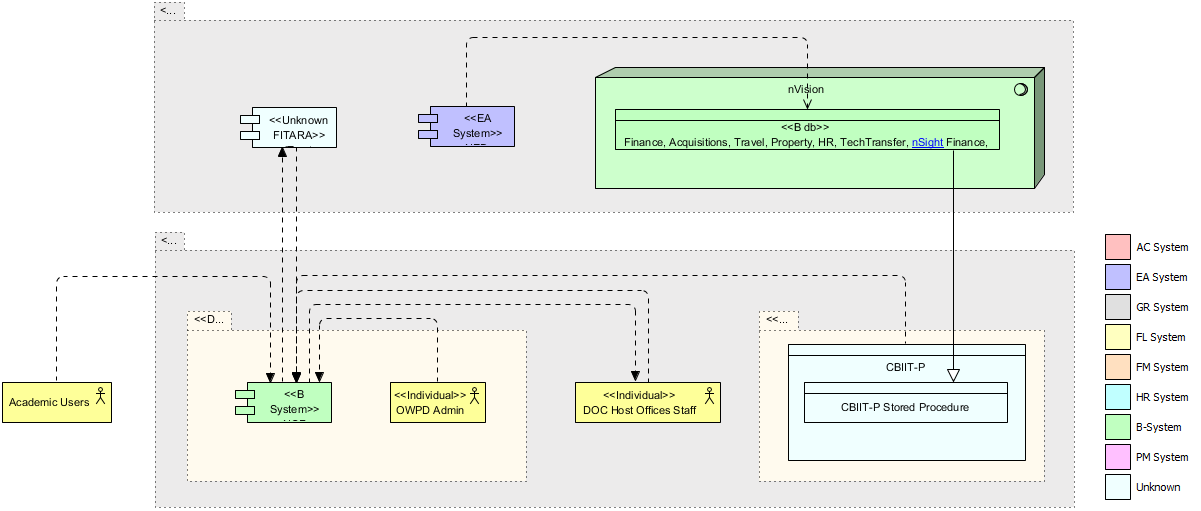 <...
<<Unknown
FITARA>>
<<EA
System>>
nVision
<<B db>>
Finance, Acquisitions, Travel, Property, HR, TechTransfer, nSight Finance,
<...
AC System
EA System
GR System
FL System
FM System
HR System
B-System
PM System
Unknown
<<D...
<<...
CBIIT-P
CBIIT-P Stored Procedure
Academic Users
<<B
System>>
<<Individual>>
OWPD Admin
<<Individual>>
DOC Host Offices Staff